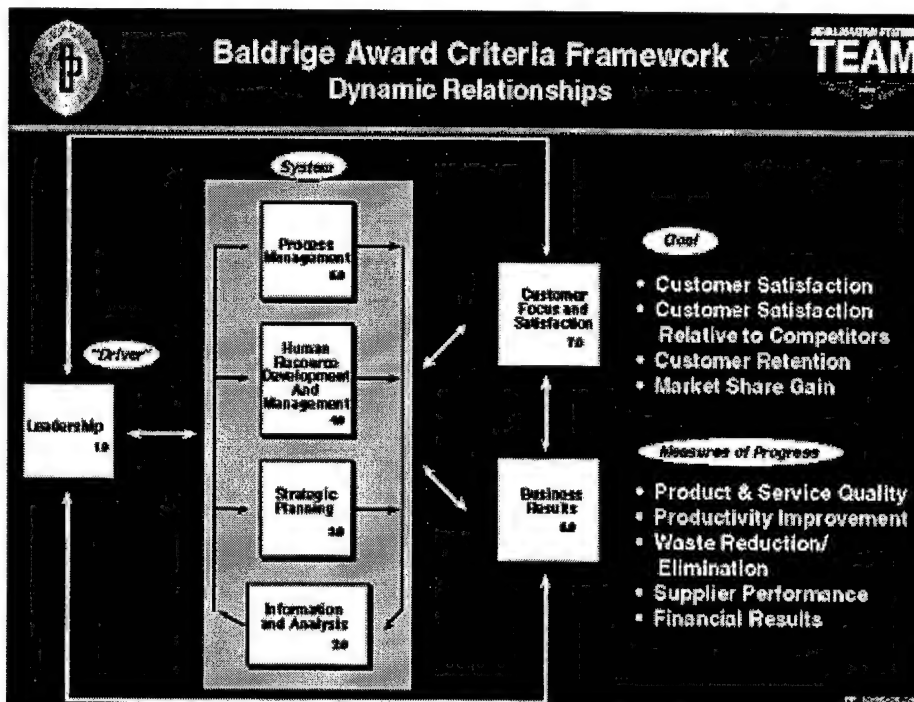 Baldrige Award Criteria Framework
Dynamic Relationships
TEAM
System
Process
Management
5.0
Human
Resource
Development
And
Management
4.0
Strategic
Planning
3.0
Information
and Analysis
2.0
"Driver"
Leadership
1.0
Customer
Focus and
Satisfaction
7.0
Business
Results
6.0
Goal
• Customer Satisfaction
• Customer Satisfaction
Relative to Competitors
• Customer Retention
• Market Share Gain
Measures of Progress
• Product & Service Quality
• Productivity Improvement
• Waste Reduction/
Elimination
• Supplier Performance
• Financial Results